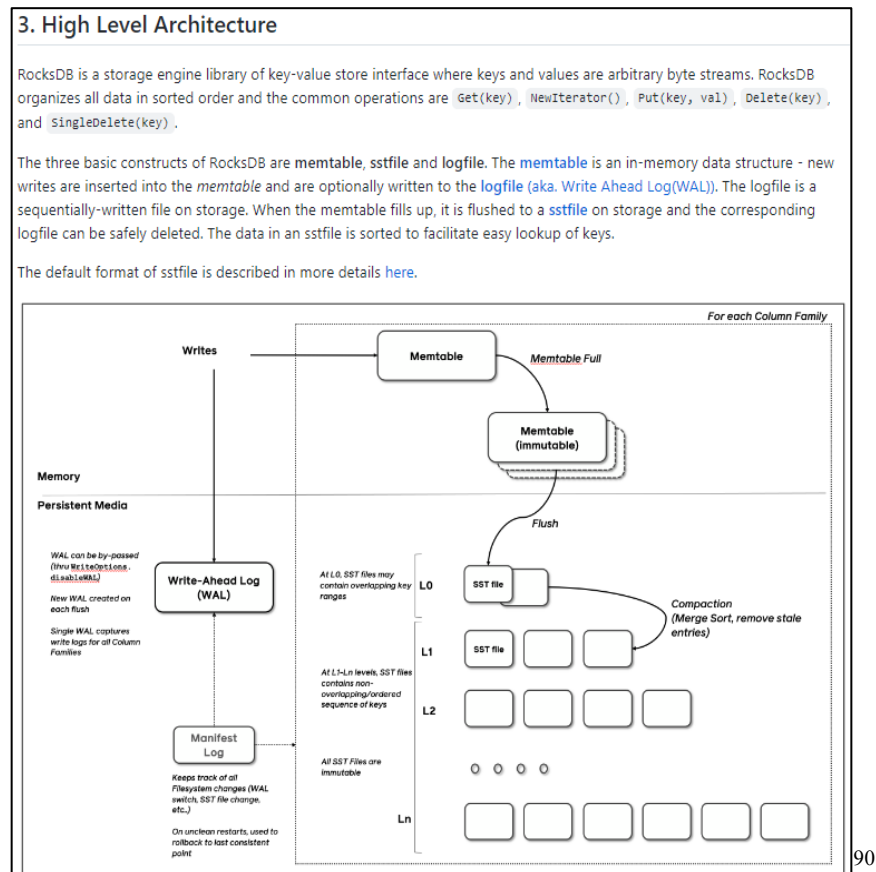 3. High Level Architecture
RocksDB is a storage engine library of key-value store interface where keys and values are arbitrary byte streams. RocksDB
organizes all data in sorted order and the common operations are Get(key) , NewIterator() , Put(key, val) , Delete(key) ,
and SingleDelete(key) .
The three basic constructs of RocksDB are memtable, sstfile and logfile. The memtable is an in-memory data structure - new
writes are inserted into the memtable and are optionally written to the logfile (aka. Write Ahead Log(WAL)). The logfile is a
sequentially-written file on storage. When the memtable fills up, it is flushed to a sstfile on storage and the corresponding
logfile can be safely deleted. The data in an sstfile is sorted to facilitate easy lookup of keys.
The default format of sstfile is described in more details here.
For each Column Family
Writes
Memtable
Memtable Full
Memtable
(immutable)
Memory
Persistent Media
Flush
WAL can be by-passed
(thru WriteOptions.
disableWAL)
New WAL created on
each flush
Single WAL captures
write logs for all Column
Families
Write-Ahead Log
(WAL)
At L0, SST files may
contain overlapping key
ranges
L0
SST file
Compaction
(Merge Sort, remove stale
entries)
L1
SST file
At L1-Ln levels, SST files
contains non-
overlapping/ordered
sequence of keys
L2
Manifest
Log
All SST Files are
immutable
Keeps track of all
Filesystem changes (WAL
switch, SST file change,
etc.)
Ln
On unclean restarts, used to
rollback to last consistent
point
90